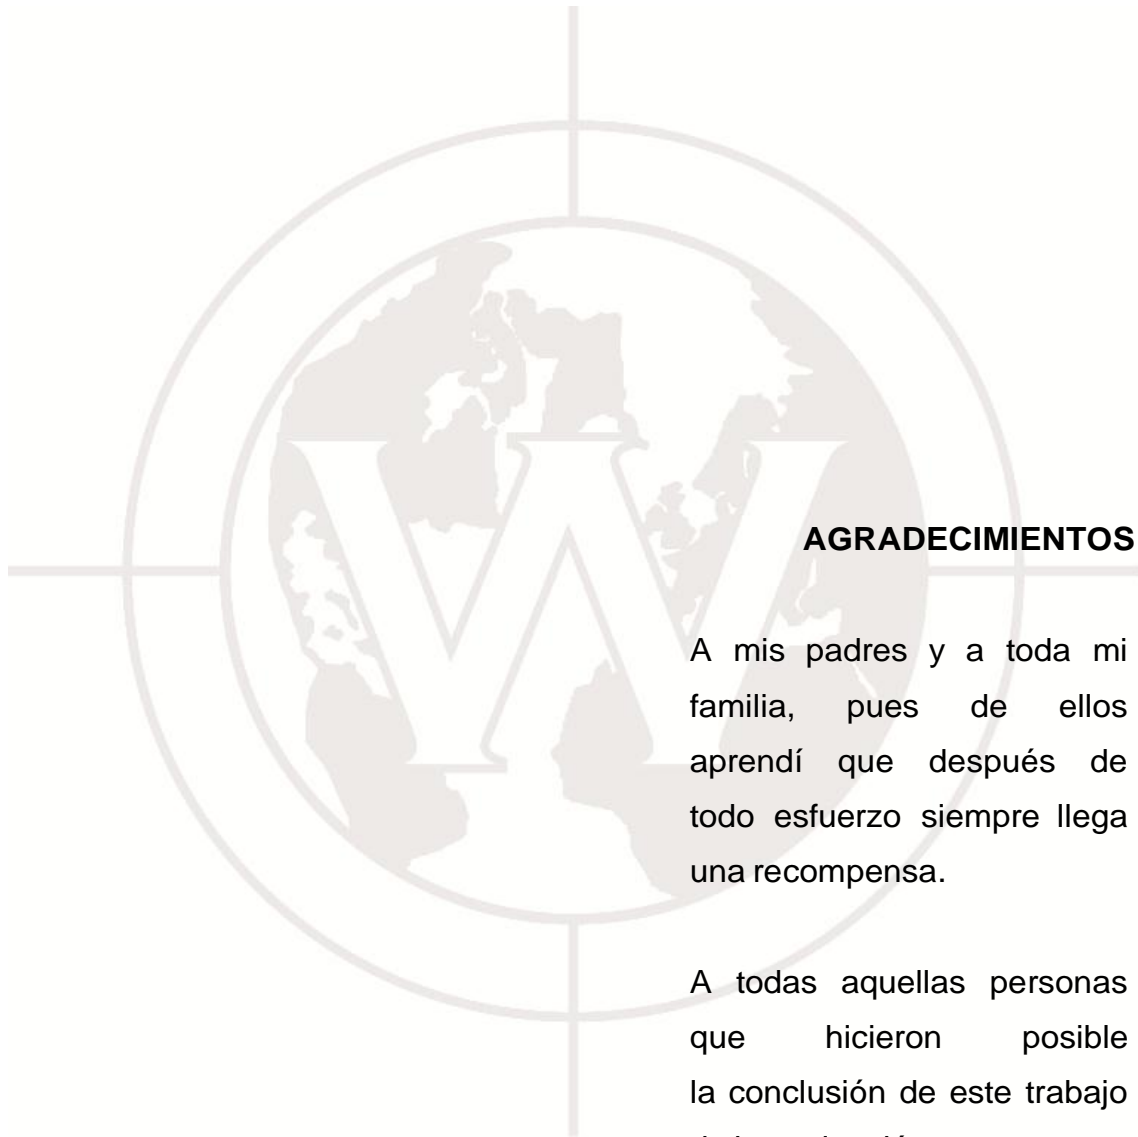 W
AGRADECIMIENTOS
A mis padres y a toda mi
familia, pues de ellos
aprendí que después de
todo esfuerzo siempre llega
una recompensa.
A todas aquellas personas
que hicieron posible
la conclusión de este trabajo